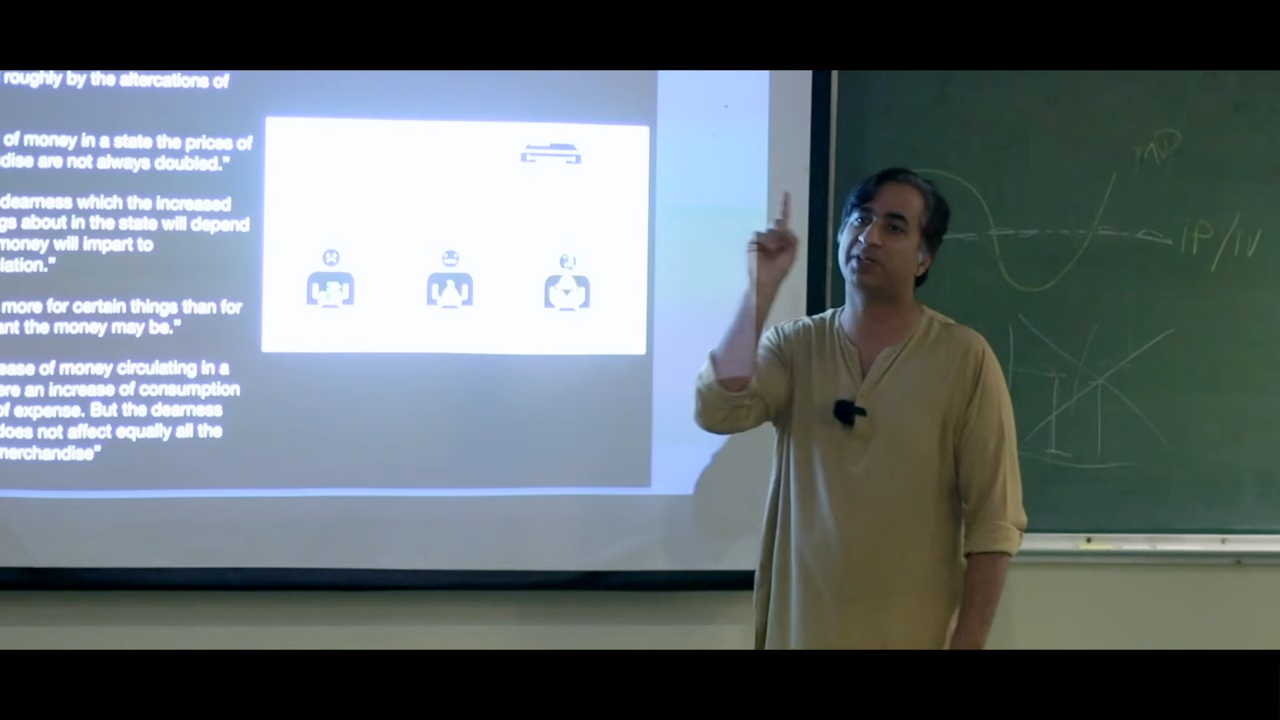 roughly by the altercations of
of money in a state the prices of
dise are not always doubled."
dearness which the increased
gs about in the state will depend
money will impart to
lation."
more for certain things than for
ant the money may be."
ease of money circulating in a
ere an increase of consumption
of expense. But the dearness
does not affect equally all the
merchandise"
MP
IP/IV